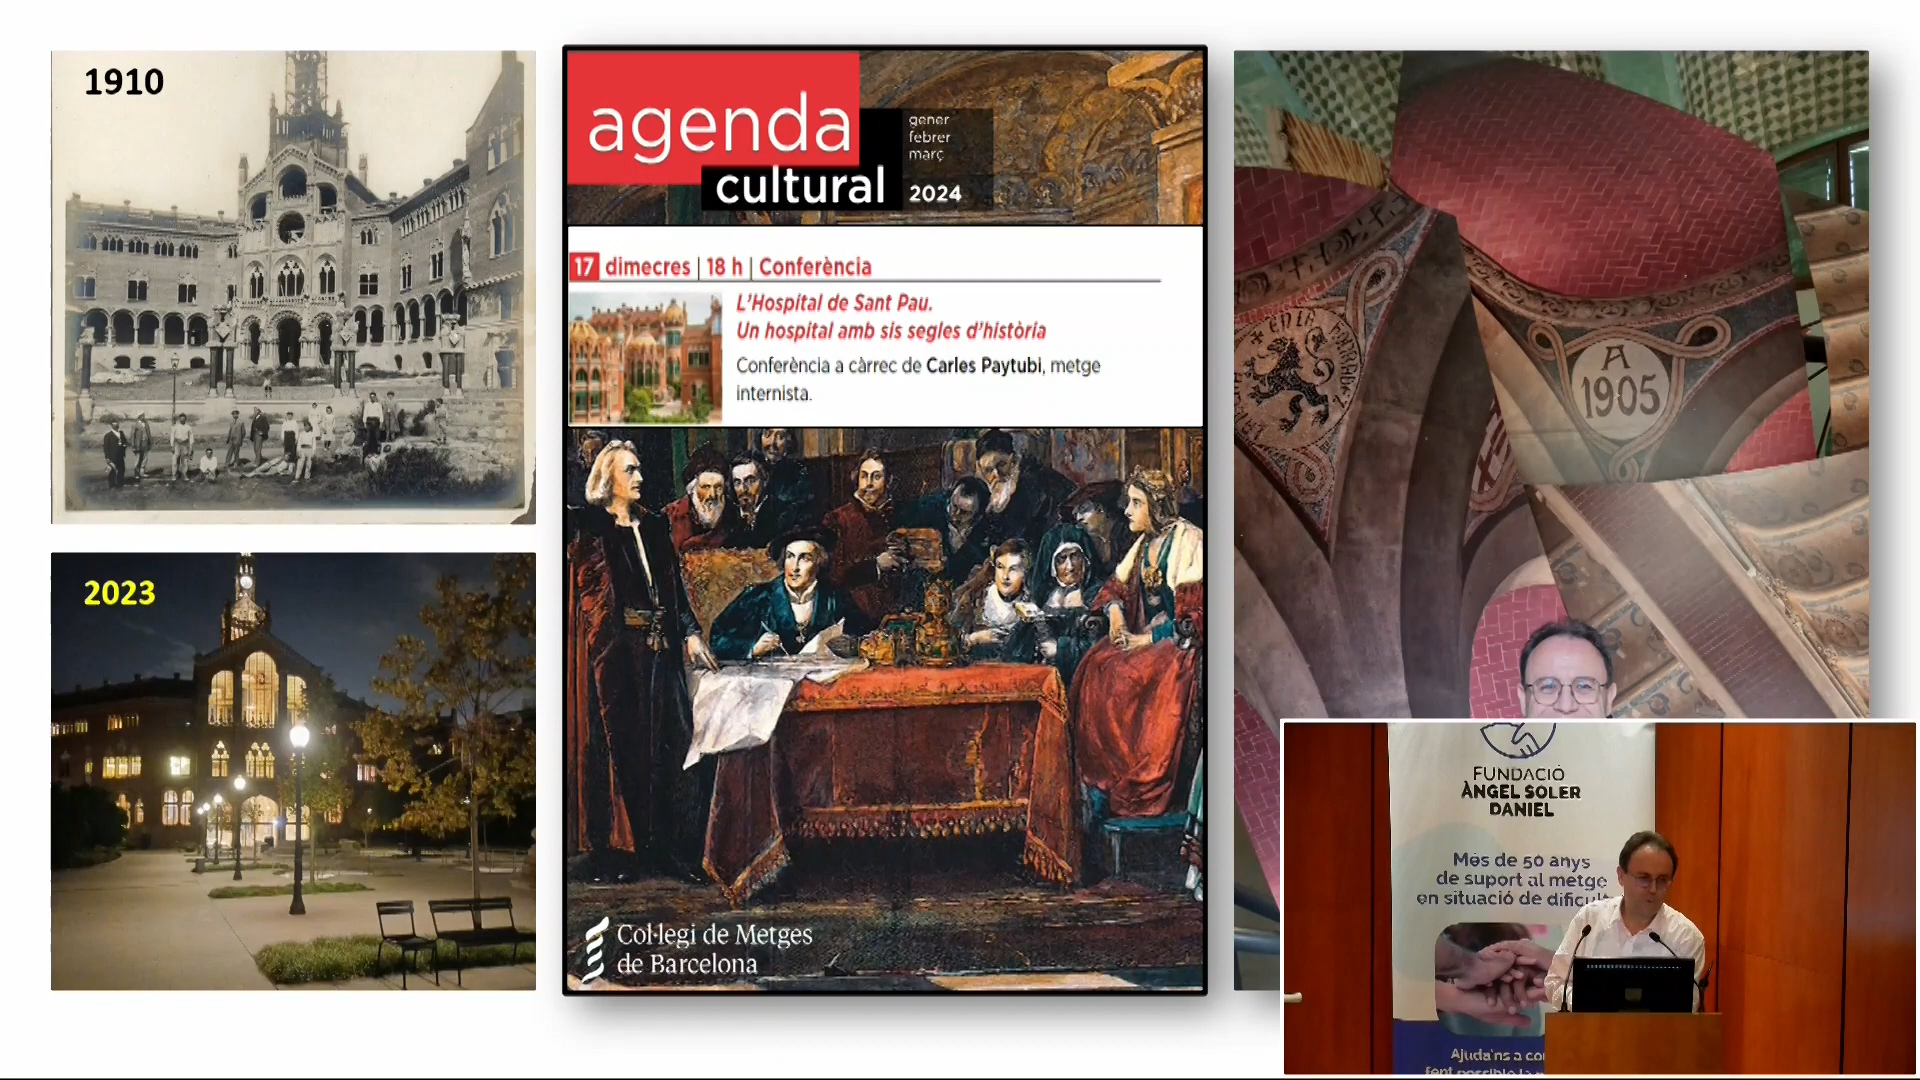 1910
agenda
cultural
gener
febrer
març
2024
17 dimecres | 18 h | Conferència
L'Hospital de Sant Pau.
Un hospital amb sis segles d'història
Conferència a càrrec de Carles Paytubi, metge
internista.
Col·legi de Metges
de Barcelona
2023
A
1905
FUNDACIÓ
ÀNGEL SOLER
DANIEL
Més de 50 anys
de suport al metge
en situació de
Ajuda'ns a